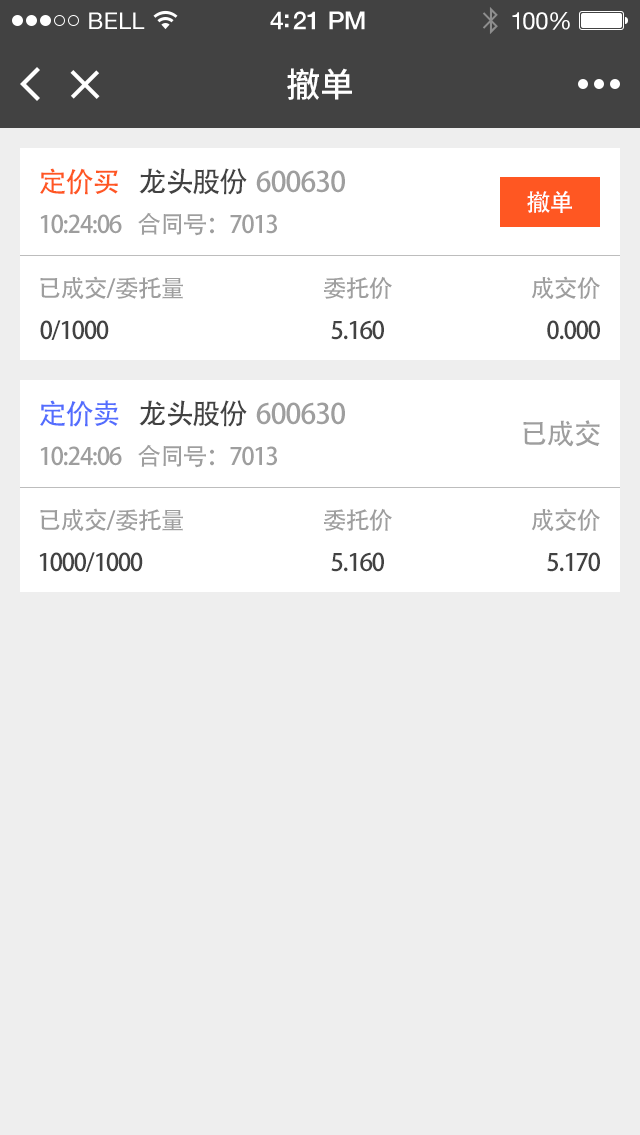 BELL 4:21 PM 100%
撤单
定价买 龙头股份 600630
撤单
10:24:06 合同号：7013
已成交/委托量 委托价 成交价
0/1000 5.160 0.000
定价卖 龙头股份 600630
已成交
10:24:06 合同号：7013
已成交/委托量 委托价 成交价
1000/1000 5.160 5.170